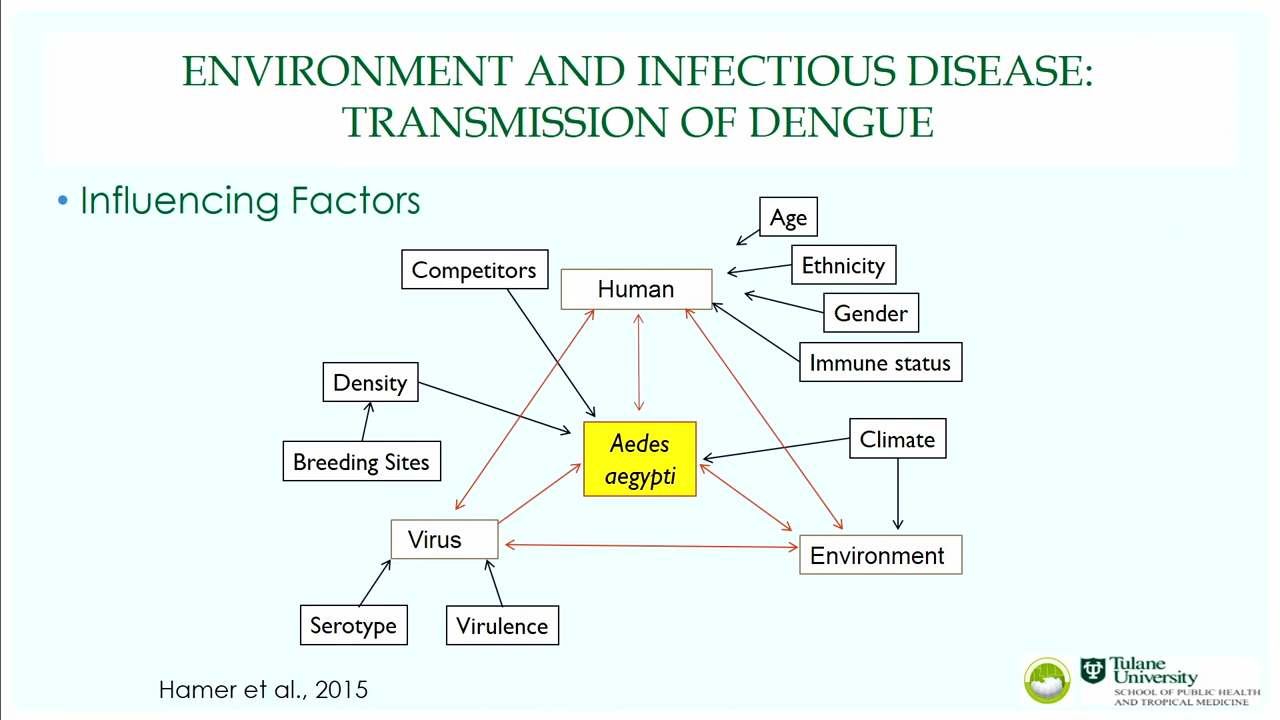 ENVIRONMENT AND INFECTIOUS DISEASE:
TRANSMISSION OF DENGUE
• Influencing Factors
Age
Competitors
Ethnicity
Human
Gender
Immune status
Density
Climate
Aedes
aegypti
Breeding Sites
Virus
Environment
Serotype
Virulence
Hamer et al., 2015
Tulane
University
SCHOOL OF PUBLIC HEALTH
AND TROPICAL MEDICINE